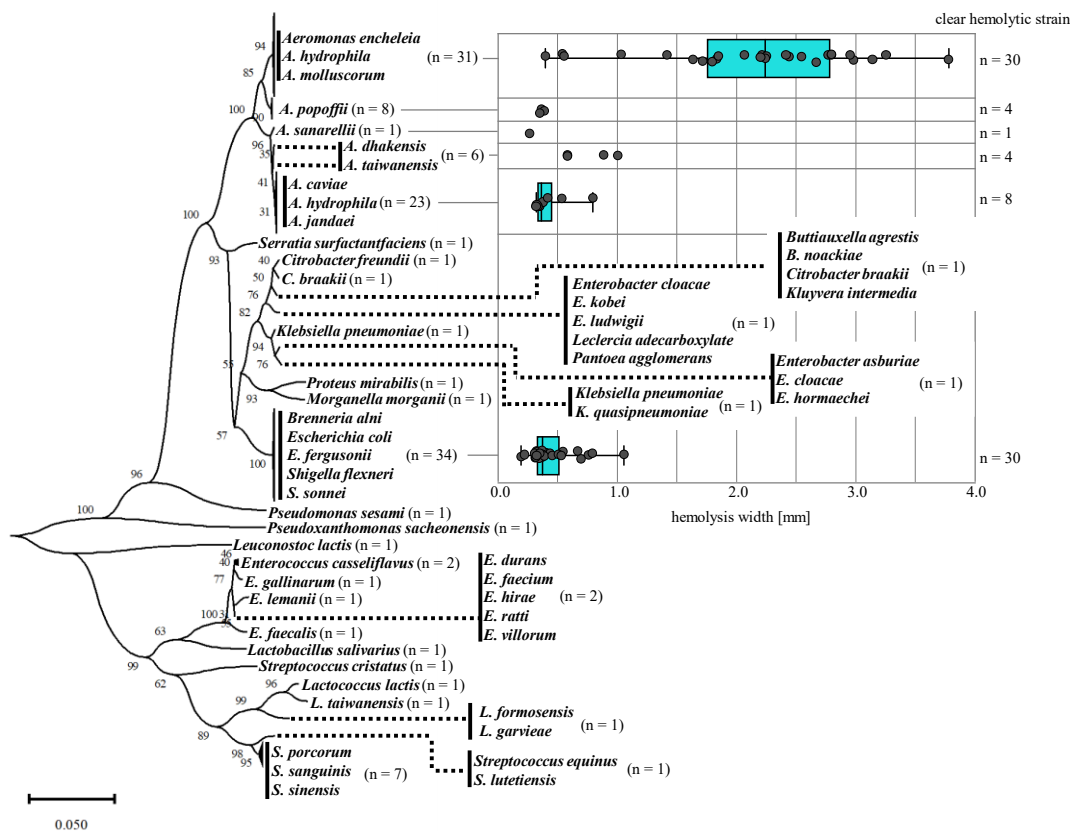 clear hemolytic strain
Aeromonas encheleia
A. hydrophila (n = 31) n = 30
A. molluscorum
94
85
100
90
A. popoffii (n = 8) n = 4
A. sanarellii (n = 1) n = 1
96
35
A. dhakensis
A. taiwanensis (n = 6) n = 4
41
31
A. caviae
A. hydrophila (n = 23) n = 8
A. jandaei
100
93
Serratia surfactantfaciens (n = 1)
40
Citrobacter freundii (n = 1)
50
C. braakii (n = 1)
76
82
Buttiauxella agrestis
B. noackiae
Citrobacter braakii (n = 1)
Kluyvera intermedia
Enterobacter cloacae
E. kobei
E. ludwigii (n = 1)
Leclercia adecarboxylate
Pantoea agglomerans
Klebsiella pneumoniae (n = 1)
94
76
55
Enterobacter asburiae
E. cloacae (n = 1)
E. hormaechei
Klebsiella pneumoniae
K. quasipneumoniae (n = 1)
Proteus mirabilis (n = 1)
Morganella morganii (n = 1)
93
57
100
Brenneria alni
Escherichia coli
E. fergusonii (n = 34) n = 30
Shigella flexneri
S. sonnei
0.0 1.0 2.0 3.0 4.0
hemolysis width [mm]
96
100
Pseudomonas sesami (n = 1)
Pseudoxanthomonas sacheonensis (n = 1)
Leuconostoc lactis (n = 1)
46
40
Enterococcus casseliflavus (n = 2)
77
E. gallinarum (n = 1)
E. lemanii (n = 1)
E. durans
E. faecium
E. hirae (n = 2)
E. ratti
E. villorum
100
E. faecalis (n = 1)
63
Lactobacillus salivarius (n = 1)
99
62
Streptococcus cristatus (n = 1)
96
Lactococcus lactis (n = 1)
99
L. taiwanensis (n = 1)
L. formosensis
L. garvieae (n = 1)
89
98
95
S. porcorum
S. sanguinis (n = 7)
S. sinensis
Streptococcus equinus
S. lutetiensis (n = 1)
0.050